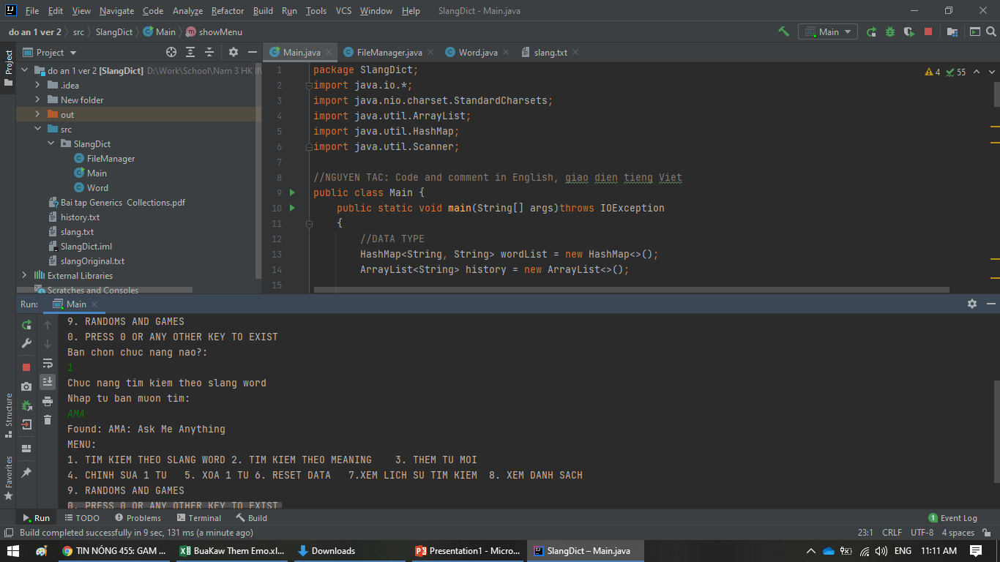 File Edit View Navigate Code Analyze Refactor Build Run Tools VCS Window Help SlangDict - Main.java
do an 1 ver 2 src SlangDict Main showMenu Main
Project Main.java FileManager.java Word.java slang.txt
Project
do an 1 ver 2 [SlangDict] D:\Work\School\Nam 3 HK II\
.idea
New folder
out
src
SlangDict
FileManager
Main
Word
Bai tap Generics Collections.pdf
history.txt
slang.txt
SlangDict.iml
slangOriginal.txt
External Libraries
Scratches and Consoles
4 55
1 package SlangDict;
2 import java.io.*;
3 import java.nio.charset.StandardCharsets;
4 import java.util.ArrayList;
5 import java.util.HashMap;
6 import java.util.Scanner;
7
8 //NGUYEN TAC: Code and comment in English, giao dien tieng Viet
9 public class Main {
10 public static void main(String[] args)throws IOException
11 {
12 //DATA TYPE
13 HashMap<String, String> wordList = new HashMap<>();
14 ArrayList<String> history = new ArrayList<>();
15
Run: Main
9. RANDOMS AND GAMES
0. PRESS 0 OR ANY OTHER KEY TO EXIST
Ban chon chuc nang nao?:
1
Chuc nang tim kiem theo slang word
Nhap tu ban muon tim:
AMA
Found: AMA: Ask Me Anything
MENU:
1. TIM KIEM THEO SLANG WORD 2. TIM KIEM THEO MEANING 3. THEM TU MOI
4. CHINH SUA 1 TU 5. XOA 1 TU 6. RESET DATA 7.XEM LICH SU TIM KIEM 8. XEM DANH SACH
9. RANDOMS AND GAMES
0. PRESS 0 OR ANY OTHER KEY TO EXIST
Structure
Favorites
Run TODO Problems Terminal Build 1 Event Log
Build completed successfully in 9 sec, 131 ms (a minute ago) 23:1 CRLF UTF-8 4 spaces
TIN NÓNG 455: GAM ... BuaKaw Them Emo.xl... Downloads Presentation1 - Micro... SlangDict – Main.java ENG 11:11 AM